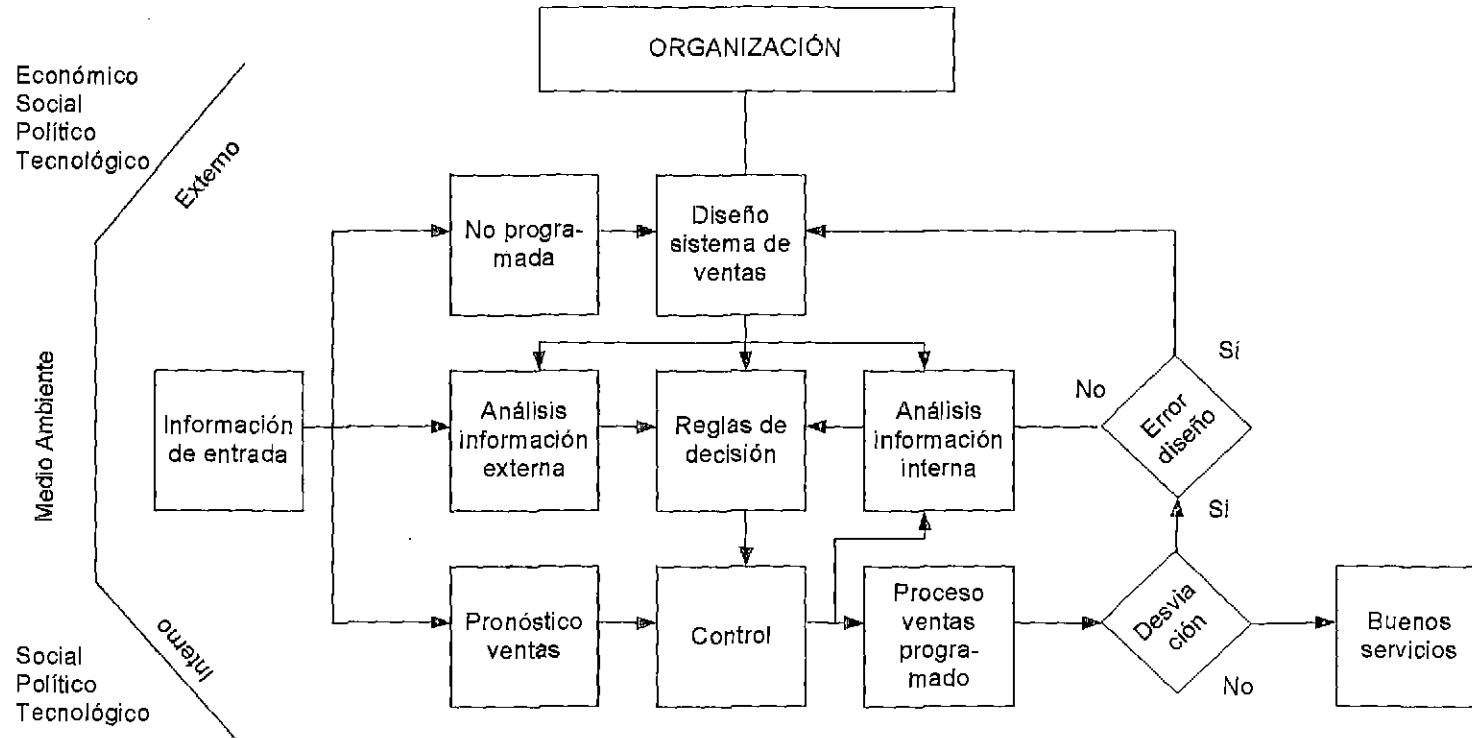 ORGANIZACIÓN
Económico
Social
Político
Tecnológico
Externo
No progra-
mada
Diseño
sistema de
ventas
Medio Ambiente
Información
de entrada
Análisis
información
externa
Reglas de
decisión
Análisis
información
interna
No
Error
diseño
Sí
Sí
Interno
Social
Político
Tecnológico
Pronóstico
ventas
Control
Proceso
ventas
progra-
mado
Desvia
ción
No
Buenos
servicios